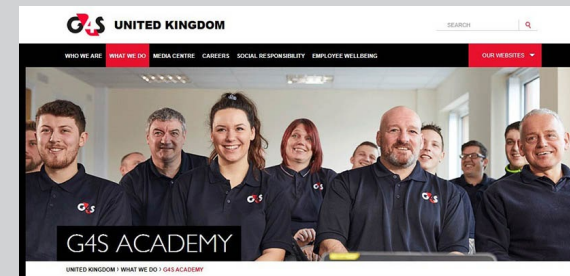 G4S UNITED KINGDOM
SEARCH
WHO WE ARE WHAT WE DO MEDIA CENTRE CAREERS SOCIAL RESPONSIBILITY EMPLOYEE WELLBEING OUR WEBSITES
G4S
G4S
G4S
G4S
G4S ACADEMY
UNITED KINGDOM › WHAT WE DO › G4S ACADEMY